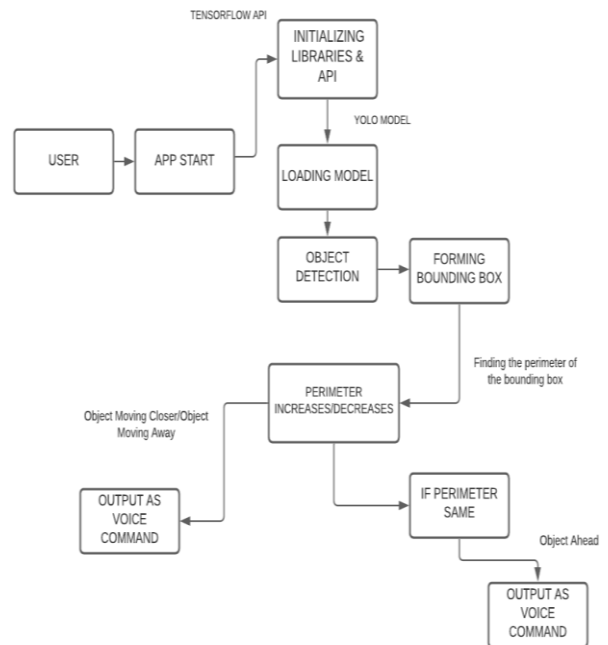 TENSORFLOW API
INITIALIZING
LIBRARIES &
API
YOLO MODEL
USER
APP START
LOADING MODEL
OBJECT
DETECTION
FORMING
BOUNDING BOX
Finding the perimeter of
the bounding box
PERIMETER
INCREASES/DECREASES
Object Moving Closer/Object
Moving Away
OUTPUT AS
VOICE
COMMAND
IF PERIMETER
SAME
Object Ahead
OUTPUT AS
VOICE
COMMAND